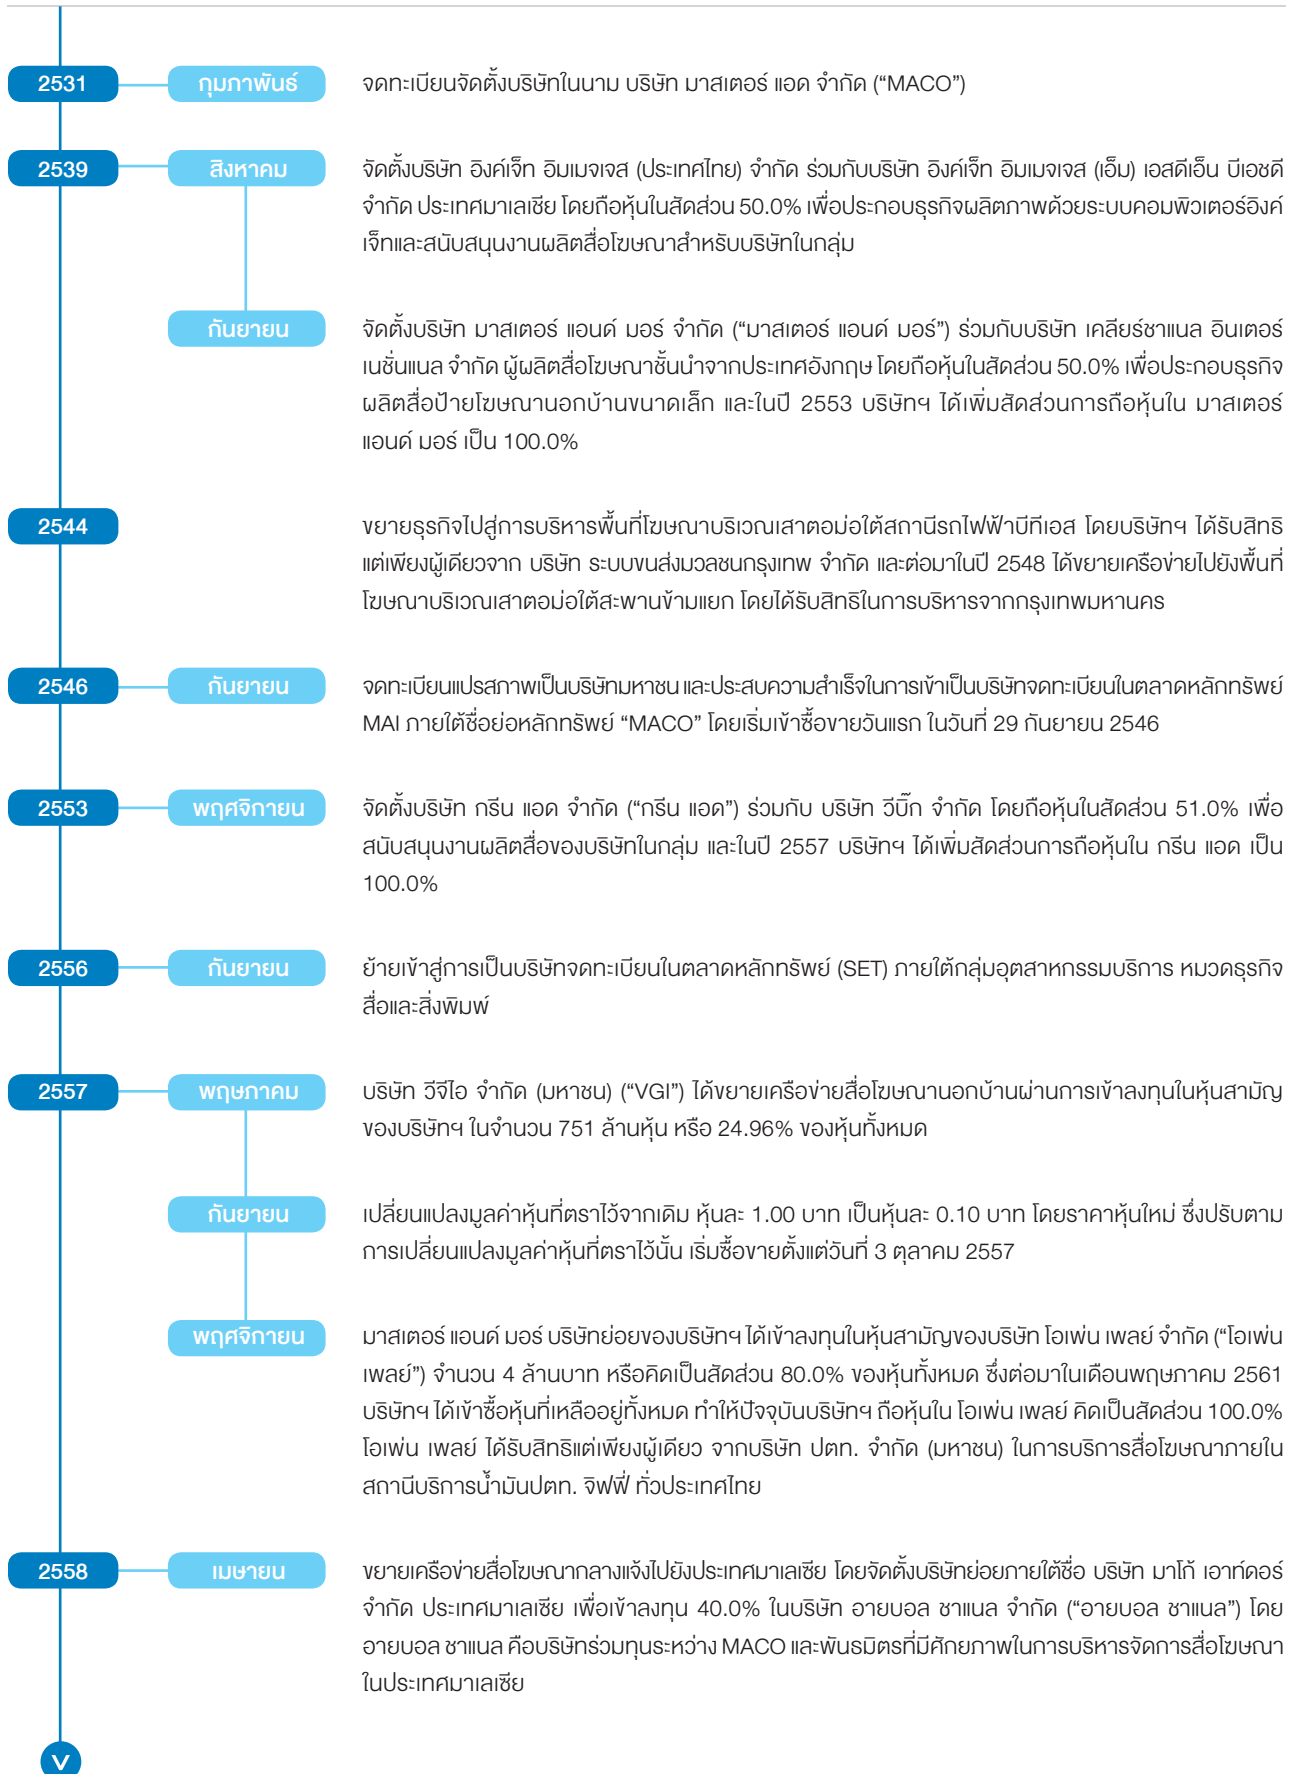 2531
กุมภาพันธ์
จดทะเบียนจัดตั้งบริษัทในนาม บริษัท มาสเตอร์ แอด จำกัด (“MACO”)
2539
สิงหาคม
จัดตั้งบริษัท อิงค์เจ็ท อิมเมจเจส (ประเทศไทย) จำกัด ร่วมกับบริษัท อิงค์เจ็ท อิมเมจเจส (เอ็ม) เอสดีเอ็น บีเอชดี
จำกัด ประเทศมาเลเซีย โดยถือหุ้นในสัดส่วน 50.0% เพื่อประกอบธุรกิจผลิตภาพด้วยระบบคอมพิวเตอร์อิงค์
เจ็ทและสนับสนุนงานผลิตสื่อโฆษณาสำหรับบริษัทในกลุ่ม
กันยายน
จัดตั้งบริษัท มาสเตอร์ แอนด์ มอร์ จำกัด (“มาสเตอร์ แอนด์ มอร์”) ร่วมกับบริษัท เคลียร์ชาแนล อินเตอร์
เนชั่นแนล จำกัด ผู้ผลิตสื่อโฆษณาชั้นนำจากประเทศอังกฤษ โดยถือหุ้นในสัดส่วน 50.0% เพื่อประกอบธุรกิจ
ผลิตสื่อป้ายโฆษณานอกบ้านขนาดเล็ก และในปี 2553 บริษัทฯ ได้เพิ่มสัดส่วนการถือหุ้นใน มาสเตอร์
แอนด์ มอร์ เป็น 100.0%
2544
ขยายธุรกิจไปสู่การบริหารพื้นที่โฆษณาบริเวณเสาตอม่อใต้สถานีรถไฟฟ้าบีทีเอส โดยบริษัทฯ ได้รับสิทธิ
แต่เพียงผู้เดียวจาก บริษัท ระบบขนส่งมวลชนกรุงเทพ จำกัด และต่อมาในปี 2548 ได้ขยายเครือข่ายไปยังพื้นที่
โฆษณาบริเวณเสาตอม่อใต้สะพานข้ามแยก โดยได้รับสิทธิในการบริหารจากกรุงเทพมหานคร
2546
กันยายน
จดทะเบียนแปรสภาพเป็นบริษัทมหาชน และประสบความสำเร็จในการเข้าเป็นบริษัทจดทะเบียนในตลาดหลักทรัพย์
MAI ภายใต้ชื่อย่อหลักทรัพย์ “MACO” โดยเริ่มเข้าซื้อขายวันแรก ในวันที่ 29 กันยายน 2546
2553
พฤศจิกายน
จัดตั้งบริษัท กรีน แอด จำกัด (“กรีน แอด”) ร่วมกับ บริษัท วีบิ๊ก จำกัด โดยถือหุ้นในสัดส่วน 51.0% เพื่อ
สนับสนุนงานผลิตสื่อของบริษัทในกลุ่ม และในปี 2557 บริษัทฯ ได้เพิ่มสัดส่วนการถือหุ้นใน กรีน แอด เป็น
100.0%
2556
กันยายน
ย้ายเข้าสู่การเป็นบริษัทจดทะเบียนในตลาดหลักทรัพย์ (SET) ภายใต้กลุ่มอุตสาหกรรมบริการ หมวดธุรกิจ
สื่อและสิ่งพิมพ์
2557
พฤษภาคม
บริษัท วีจีไอ จำกัด (มหาชน) (“VGI”) ได้ขยายเครือข่ายสื่อโฆษณานอกบ้านผ่านการเข้าลงทุนในหุ้นสามัญ
ของบริษัทฯ ในจำนวน 751 ล้านหุ้น หรือ 24.96% ของหุ้นทั้งหมด
กันยายน
เปลี่ยนแปลงมูลค่าหุ้นที่ตราไว้จากเดิม หุ้นละ 1.00 บาท เป็นหุ้นละ 0.10 บาท โดยราคาหุ้นใหม่ ซึ่งปรับตาม
การเปลี่ยนแปลงมูลค่าหุ้นที่ตราไว้นั้น เริ่มซื้อขายตั้งแต่วันที่ 3 ตุลาคม 2557
พฤศจิกายน
มาสเตอร์ แอนด์ มอร์ บริษัทย่อยของบริษัทฯ ได้เข้าลงทุนในหุ้นสามัญของบริษัท โอเพ่น เพลย์ จำกัด (“โอเพ่น
เพลย์”) จำนวน 4 ล้านบาท หรือคิดเป็นสัดส่วน 80.0% ของหุ้นทั้งหมด ซึ่งต่อมาในเดือนพฤษภาคม 2561
บริษัทฯ ได้เข้าซื้อหุ้นที่เหลืออยู่ทั้งหมด ทำให้ปัจจุบันบริษัทฯ ถือหุ้นใน โอเพ่น เพลย์ คิดเป็นสัดส่วน 100.0%
โอเพ่น เพลย์ ได้รับสิทธิแต่เพียงผู้เดียว จากบริษัท ปตท. จำกัด (มหาชน) ในการบริการสื่อโฆษณาภายใน
สถานีบริการน้ำมันปตท. จิฟฟี่ ทั่วประเทศไทย
2558
เมษายน
ขยายเครือข่ายสื่อโฆษณากลางแจ้งไปยังประเทศมาเลเซีย โดยจัดตั้งบริษัทย่อยภายใต้ชื่อ บริษัท มาโก้ เอาท์ดอร์
จำกัด ประเทศมาเลเซีย เพื่อเข้าลงทุน 40.0% ในบริษัท อายบอล ชาแนล จำกัด (“อายบอล ชาแนล”) โดย
อายบอล ชาแนล คือบริษัทร่วมทุนระหว่าง MACO และพันธมิตรที่มีศักยภาพในการบริหารจัดการสื่อโฆษณา
ในประเทศมาเลเซีย